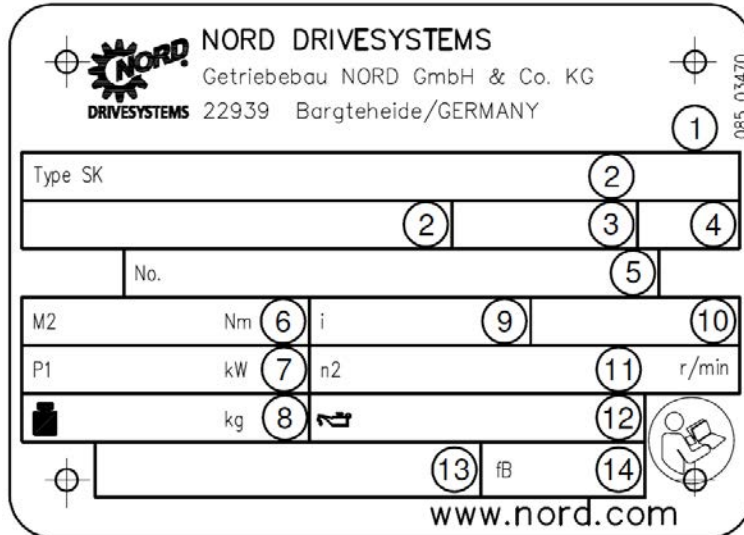 NORD DRIVESYSTEMS
NORD
DRIVESYSTEMS
Getriebebau NORD GmbH & Co. KG
22939 Bargteheide/GERMANY
085 03470
1
Type SK 2
2 3 4
No. 5
M2 Nm 6 i 9 10
P1 kW 7 n2 11 r/min
kg 8 12
13 fB 14
www.nord.com